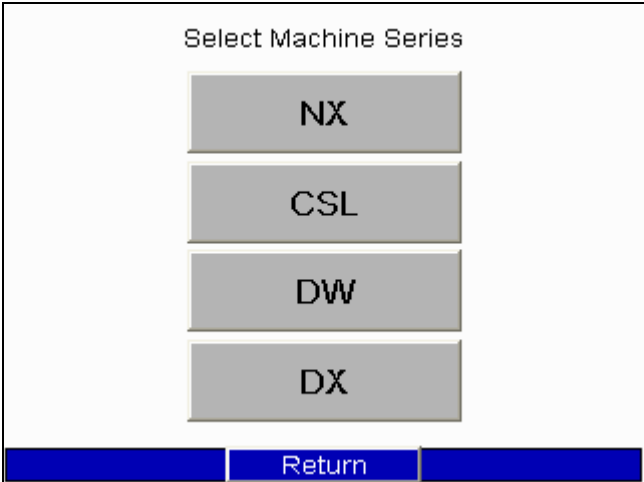 Select Machine Series
NX
CSL
DW
DX
Return